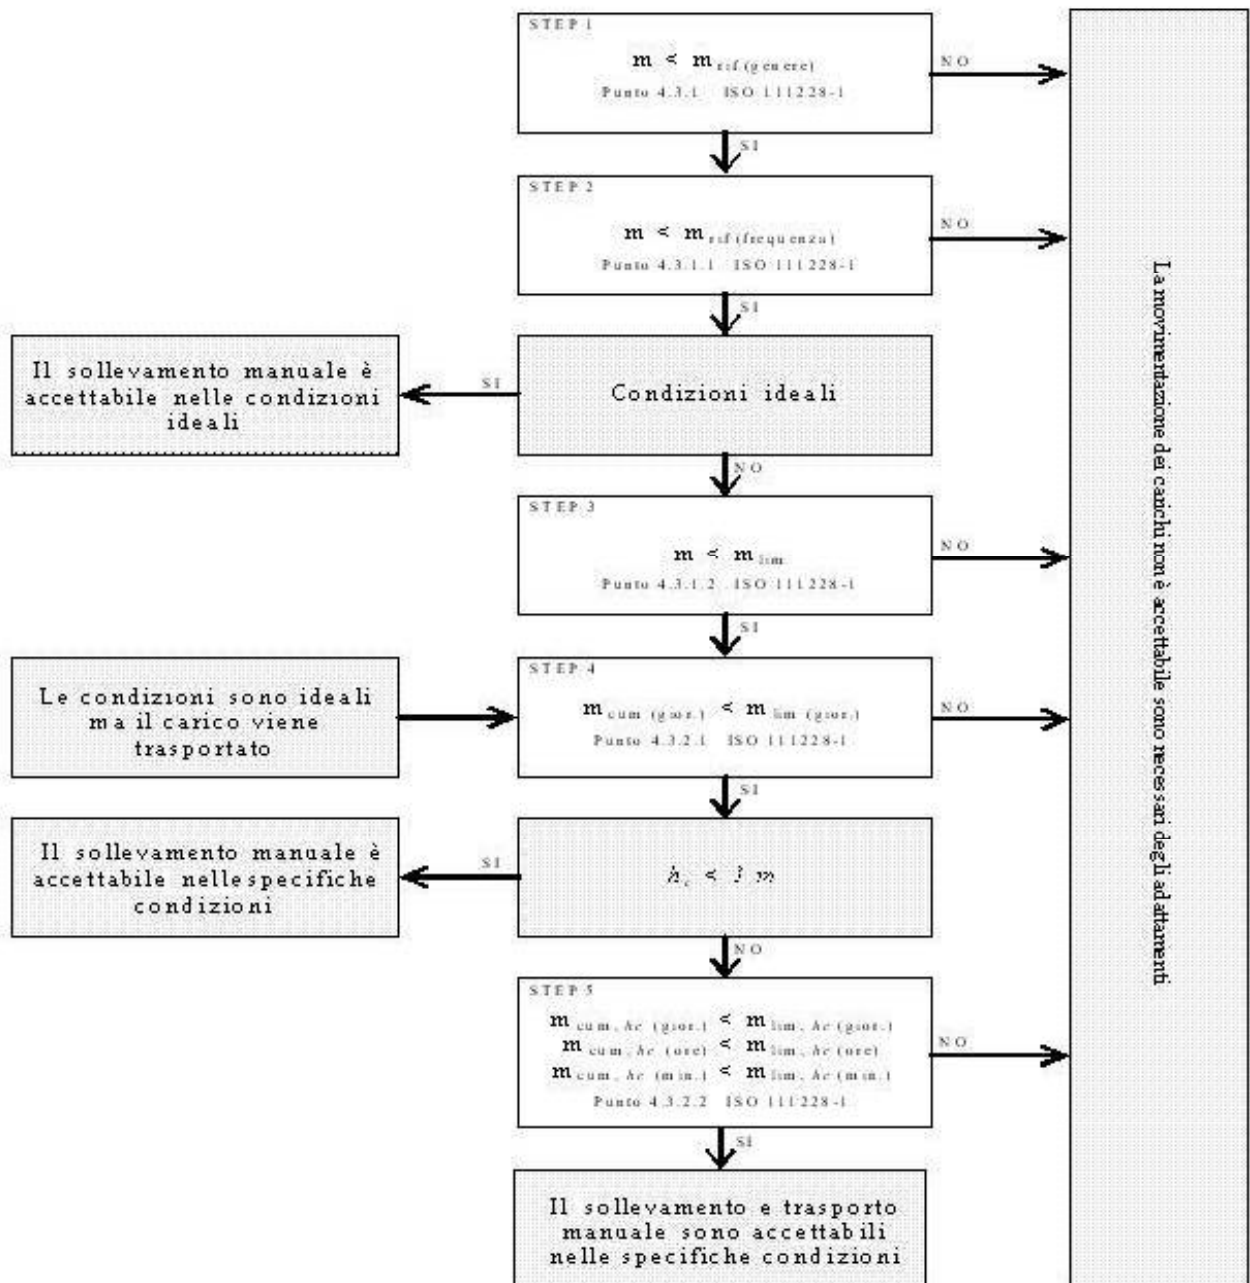 STEP 1
m < m rif (genere)
Punto 4.3.1 ISO 111228-1
NO
SI
STEP 2
m < m rif (frequenza)
Punto 4.3.1.1 ISO 111228-1
NO
SI
Il sollevamento manuale è
accettabile nelle condizioni
ideali
SI
Condizioni ideali
NO
STEP 3
m < m lim
Punto 4.3.1.2 ISO 111228-1
NO
SI
Le condizioni sono ideali
ma il carico viene
trasportato
STEP 4
m cum (gior.) < m lim (gior.)
Punto 4.3.2.1 ISO 111228-1
NO
SI
Il sollevamento manuale è
accettabile nelle specifiche
condizioni
SI
h c < m
NO
STEP 5
m cum, hc (gior.) < m lim, hc (gior.)
m cum, hc (ore) < m lim, hc (ore)
m cum, hc (min.) < m lim, hc (min.)
Punto 4.3.2.2 ISO 111228-1
NO
SI
Il sollevamento e trasporto
manuale sono accettabili
nelle specifiche condizioni
La movimentazione dei carichi non è accettabile sono necessari degli adattamenti